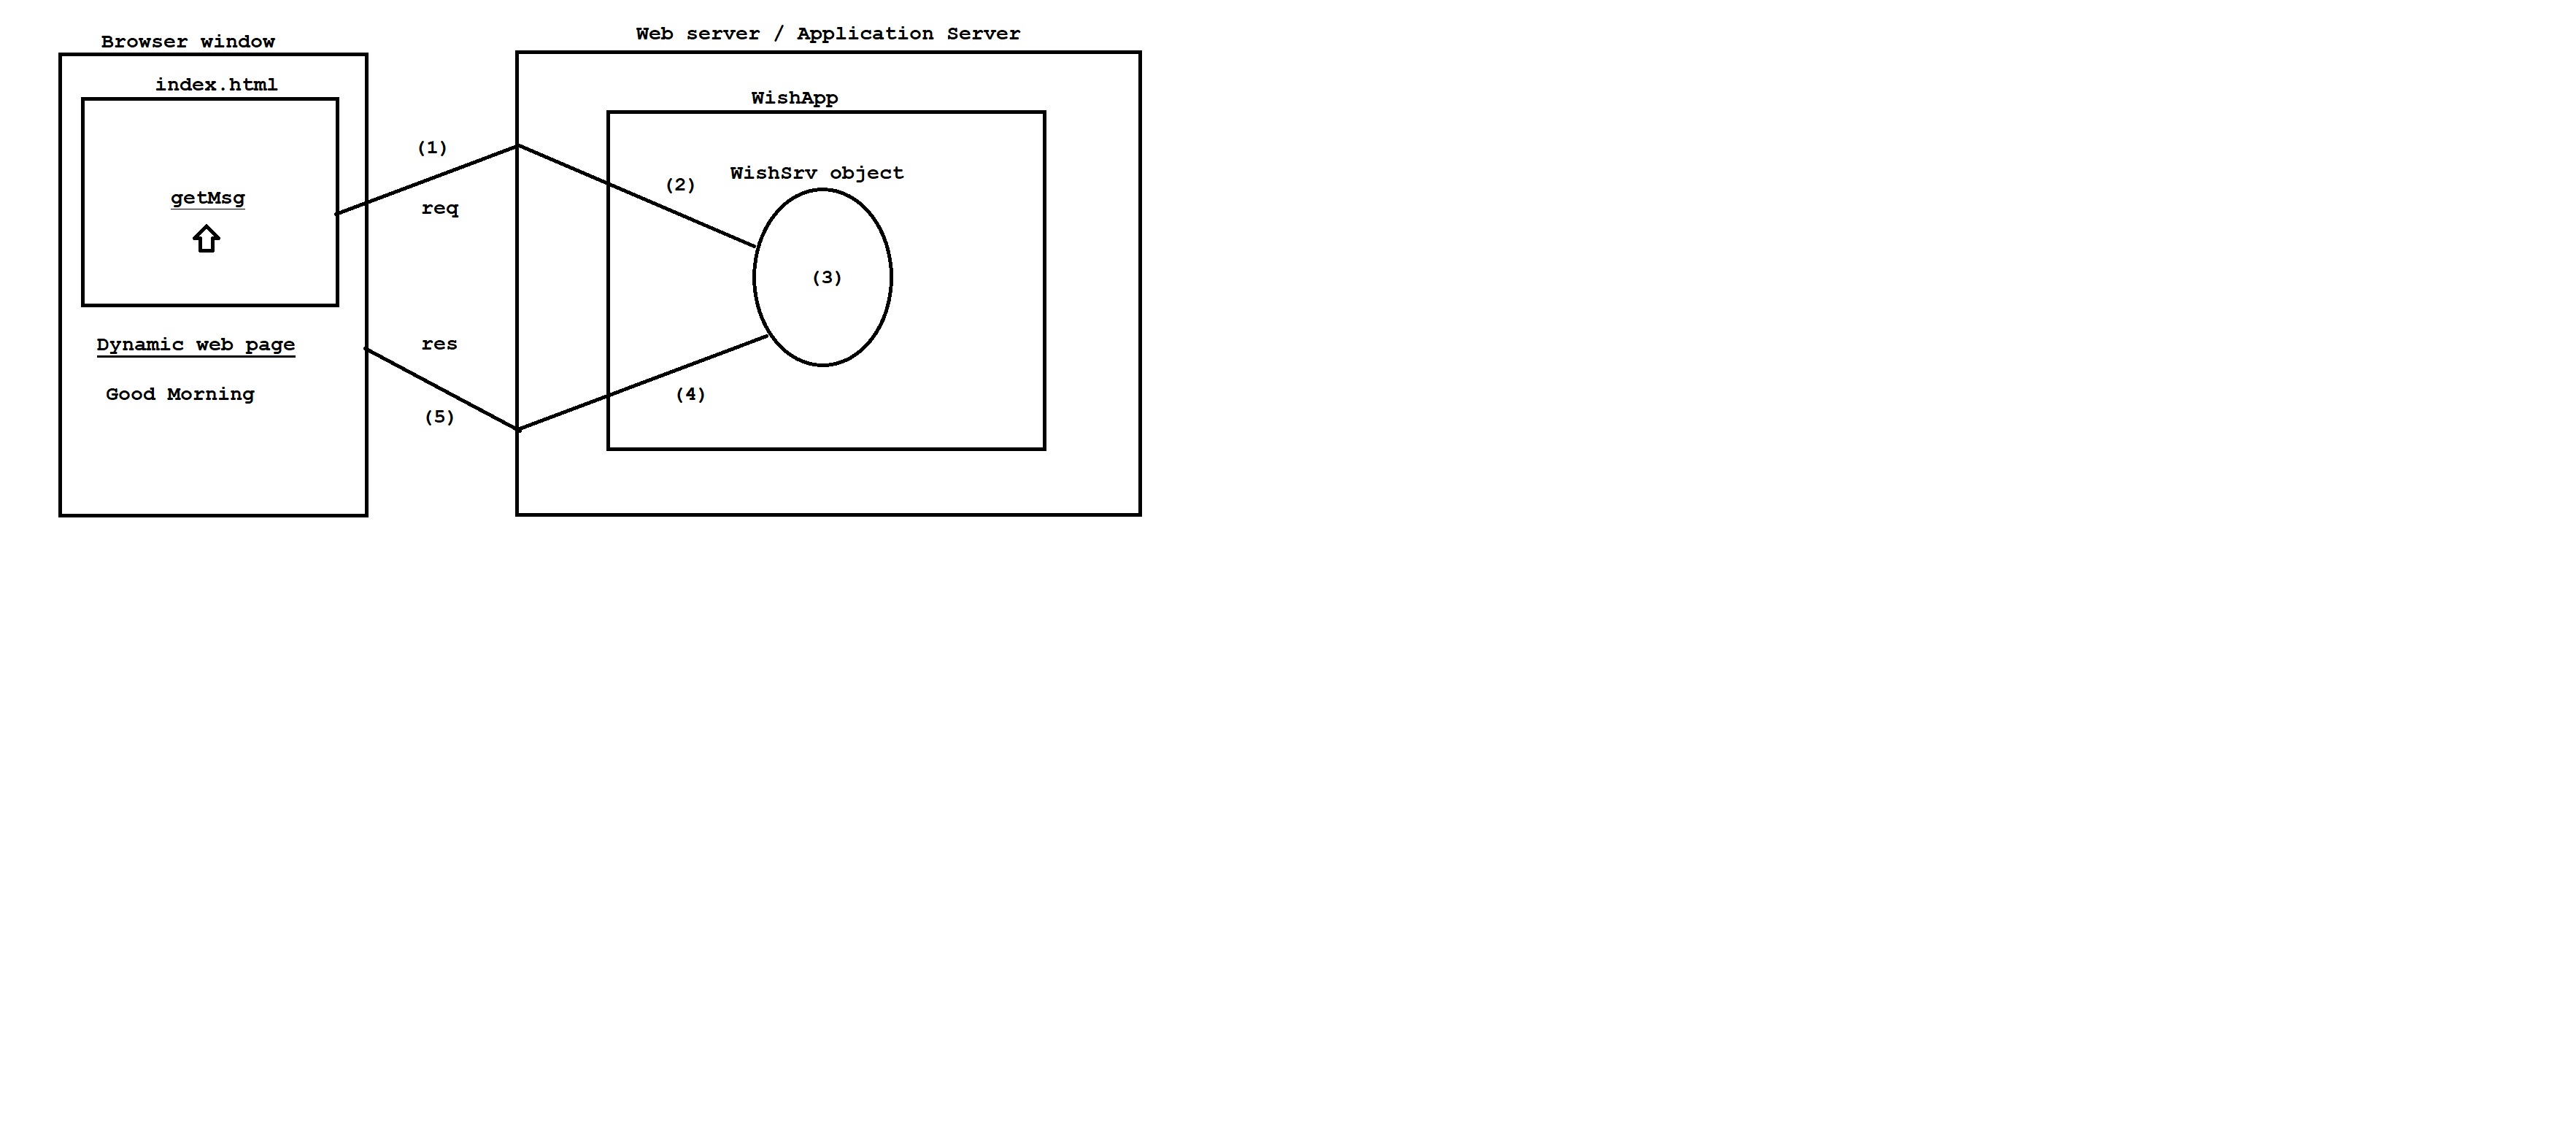 Browser window
index.html
getMsg
Dynamic web page
Good Morning
(1)
req
res
(5)
Web server / Application Server
WishApp
WishSrv object
(2)
(3)
(4)